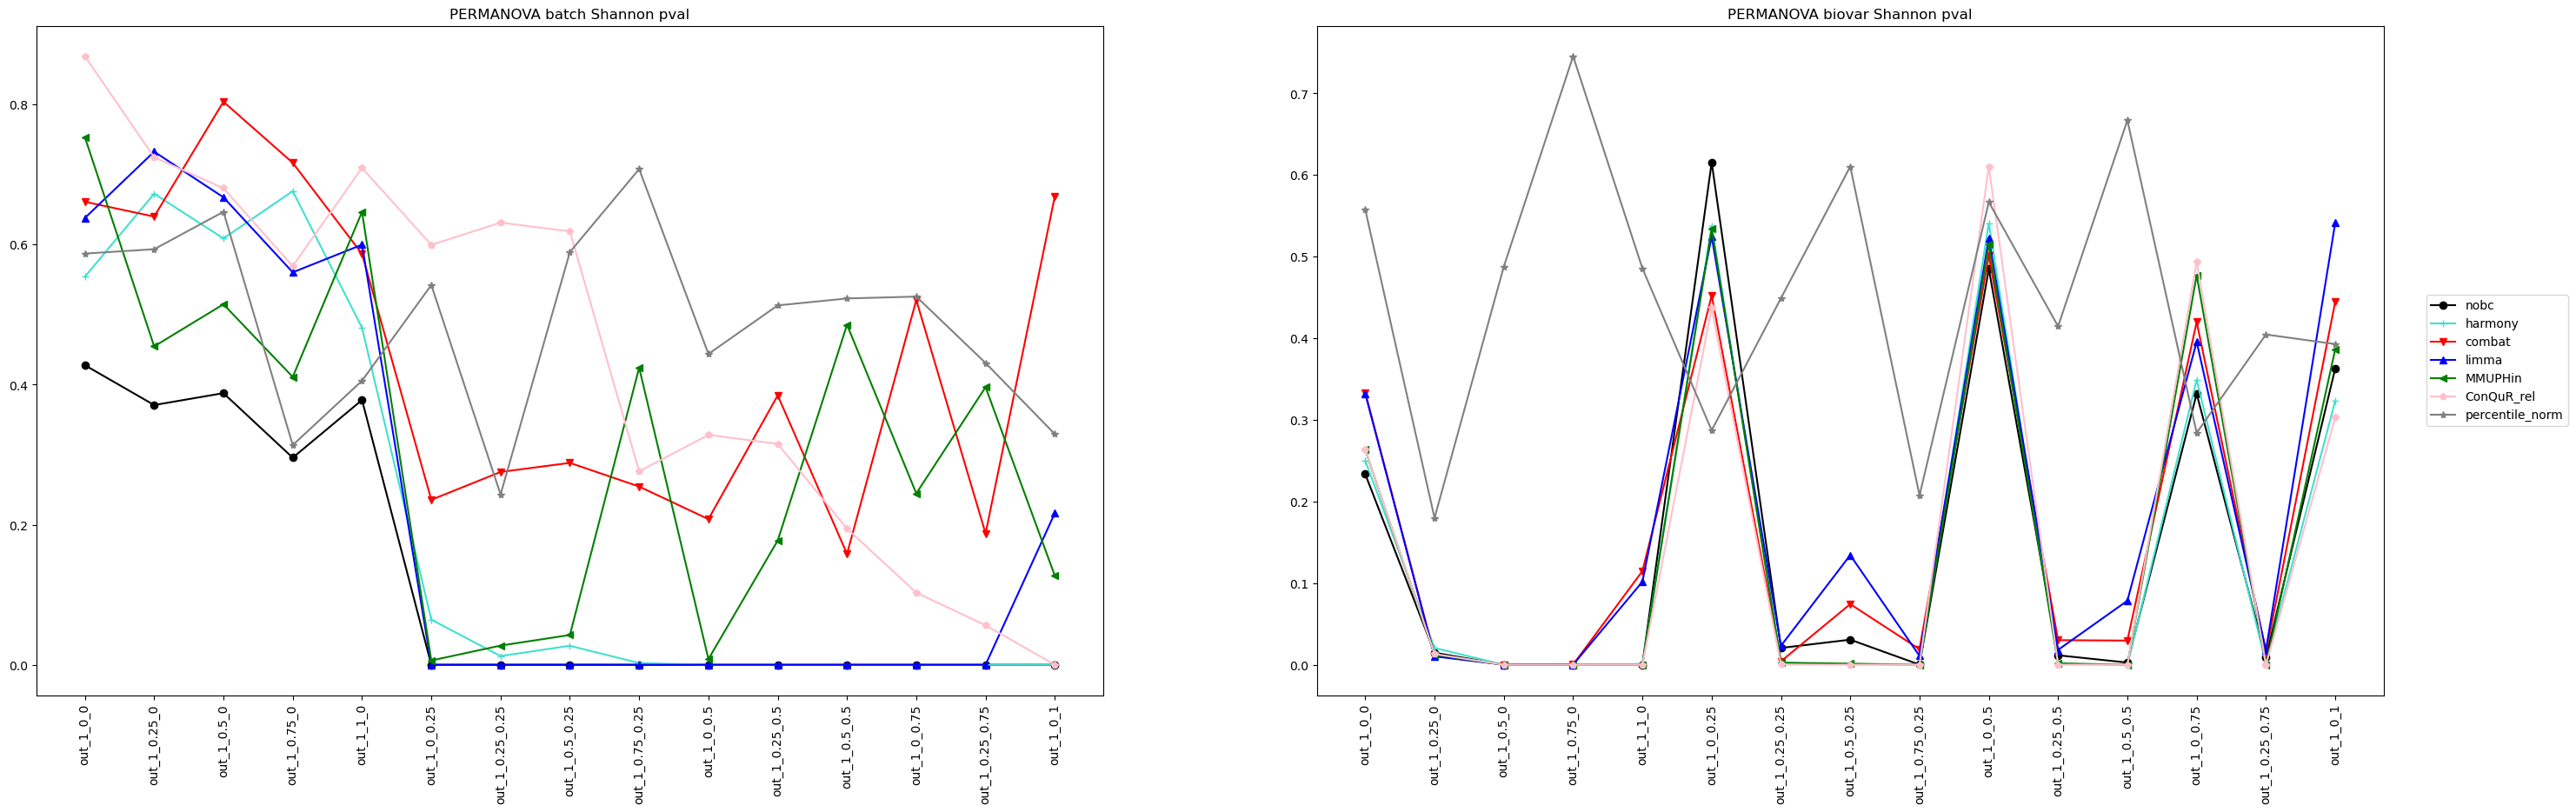 PERMANOVA batch Shannon pval
0.8
0.6
0.4
0.2
0.0
out_1_0_0
out_1_0.25_0
out_1_0.5_0
out_1_0.75_0
out_1_1_0
out_1_0_0.25
out_1_0.25_0.25
out_1_0.5_0.25
out_1_0.75_0.25
out_1_0_0.5
out_1_0.25_0.5
out_1_0.5_0.5
out_1_0_0.75
out_1_0.25_0.75
out_1_0_1
PERMANOVA biovar Shannon pval
0.7
0.6
0.5
0.4
0.3
0.2
0.1
0.0
out_1_0_0
out_1_0.25_0
out_1_0.5_0
out_1_0.75_0
out_1_1_0
out_1_0_0.25
out_1_0.25_0.25
out_1_0.5_0.25
out_1_0.75_0.25
out_1_0_0.5
out_1_0.25_0.5
out_1_0.5_0.5
out_1_0_0.75
out_1_0.25_0.75
out_1_0_1
nobc
harmony
combat
limma
MMUPHin
ConQuR_rel
percentile_norm